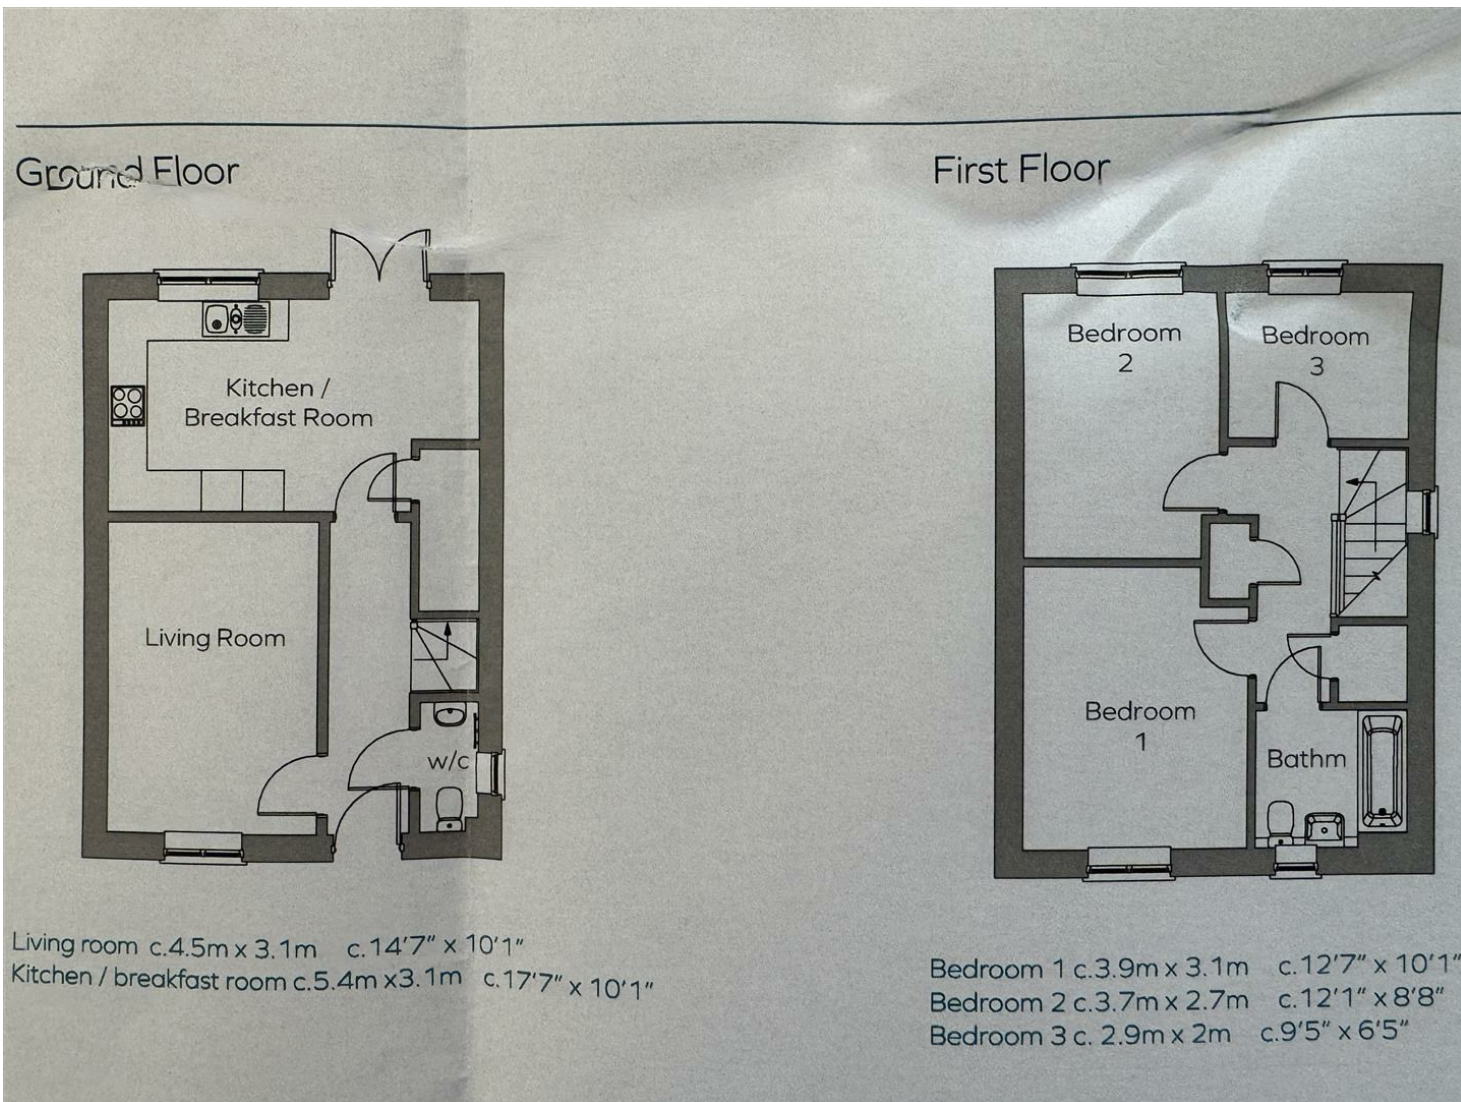 Ground Floor
First Floor
Kitchen /
Breakfast Room
Living Room
w/c
Bedroom
2
Bedroom
3
Bedroom
1
Bathm
Living room c.4.5m x 3.1m c.14'7" x 10'1"
Kitchen / breakfast room c.5.4m x3.1m c.17'7" x 10'1"
Bedroom 1 c.3.9m x 3.1m c.12'7" x 10'1"
Bedroom 2 c.3.7m x 2.7m c.12'1" x 8'8"
Bedroom 3 c. 2.9m x 2m c.9'5" x 6'5"